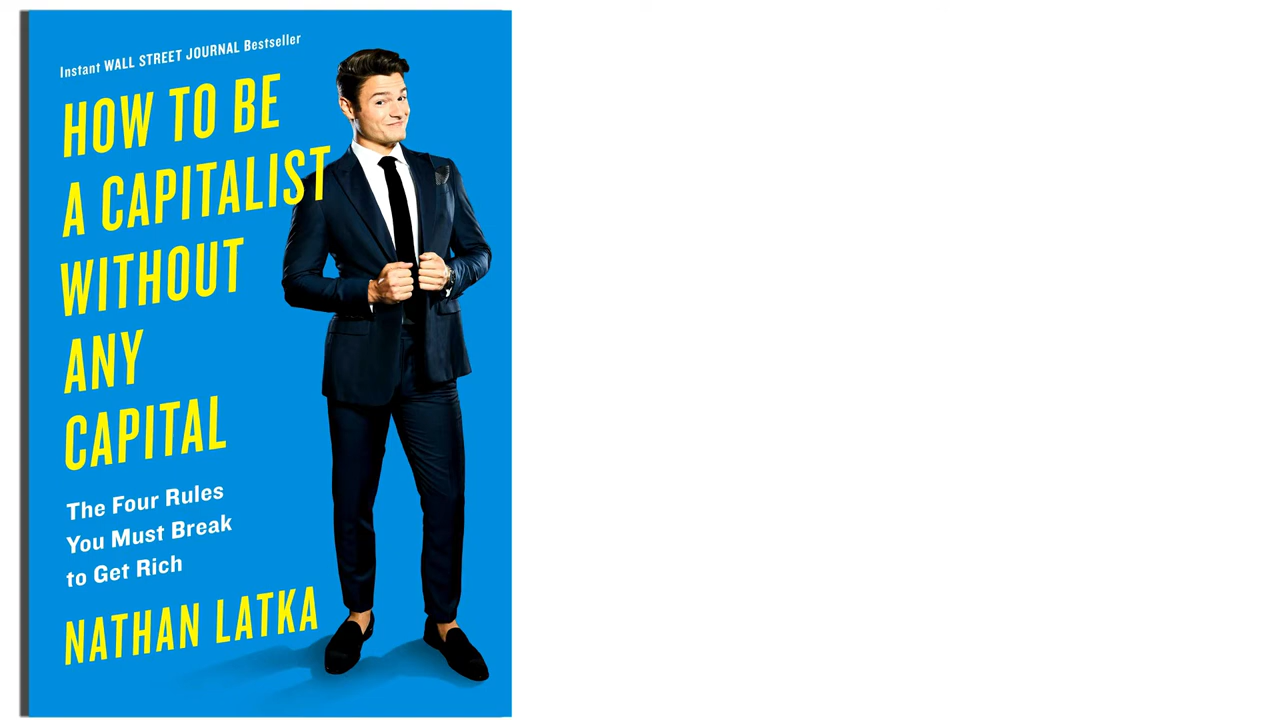 Instant WALL STREET JOURNAL Bestseller
HOW TO BE
A CAPITALIST
WITHOUT
ANY
CAPITAL
The Four Rules
You Must Break
to Get Rich
NATHAN LATKA